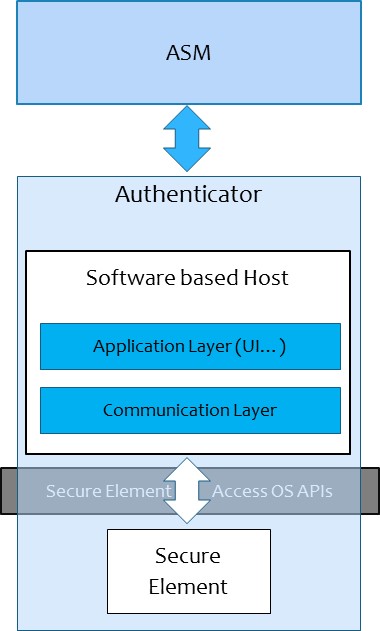 ASM
Authenticator
Software based Host
Application Layer (UI...)
Communication Layer
Secure Element Access OS APIs
Secure
Element